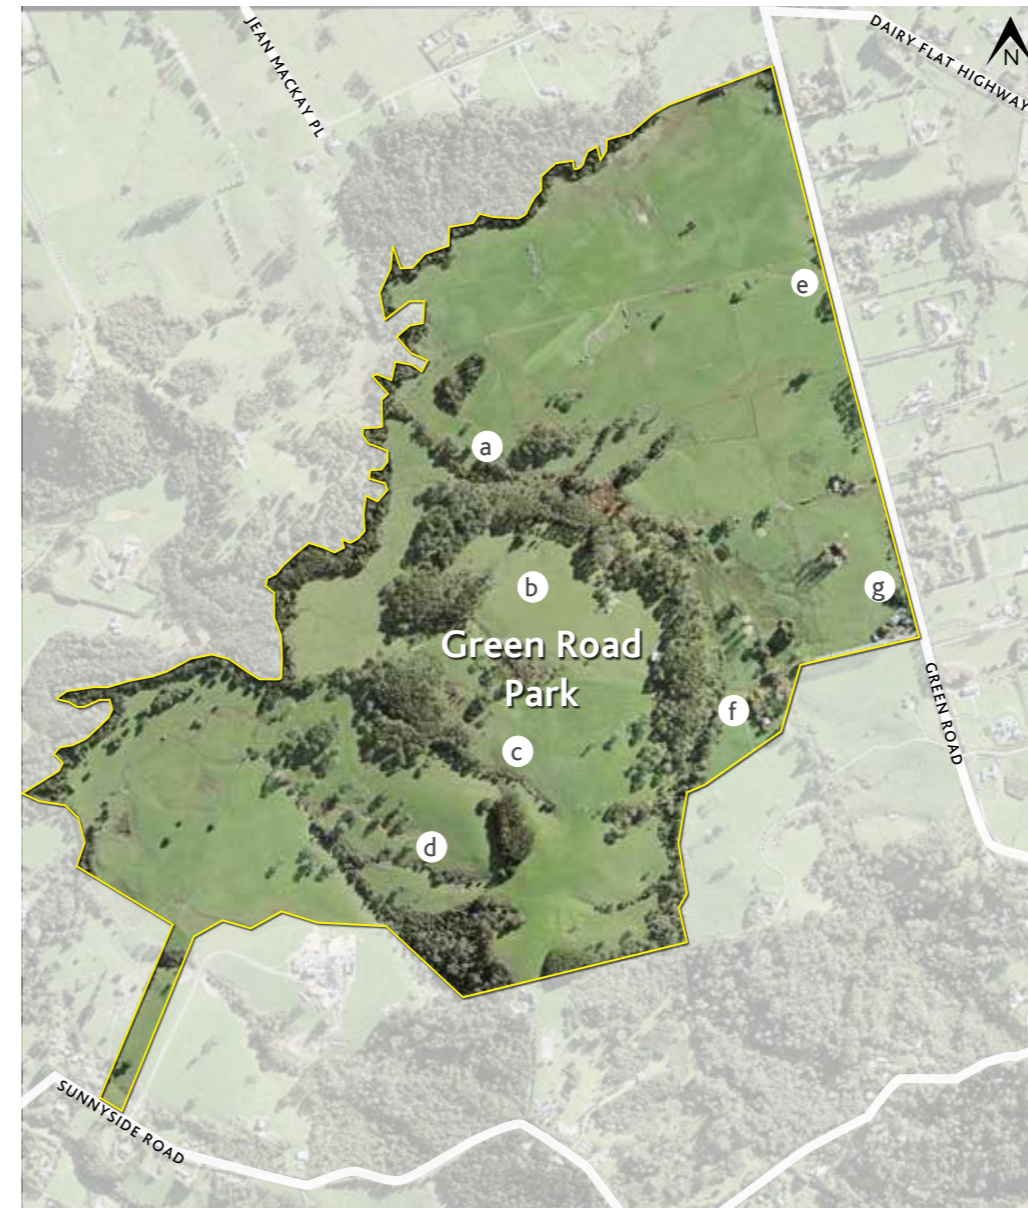 JEAN MACKAY PL
DAIRY FLAT HIGHWAY
N
e
a
b
g
Green Road
Park
f
GREEN ROAD
c
d
SUNNYSIDE ROAD